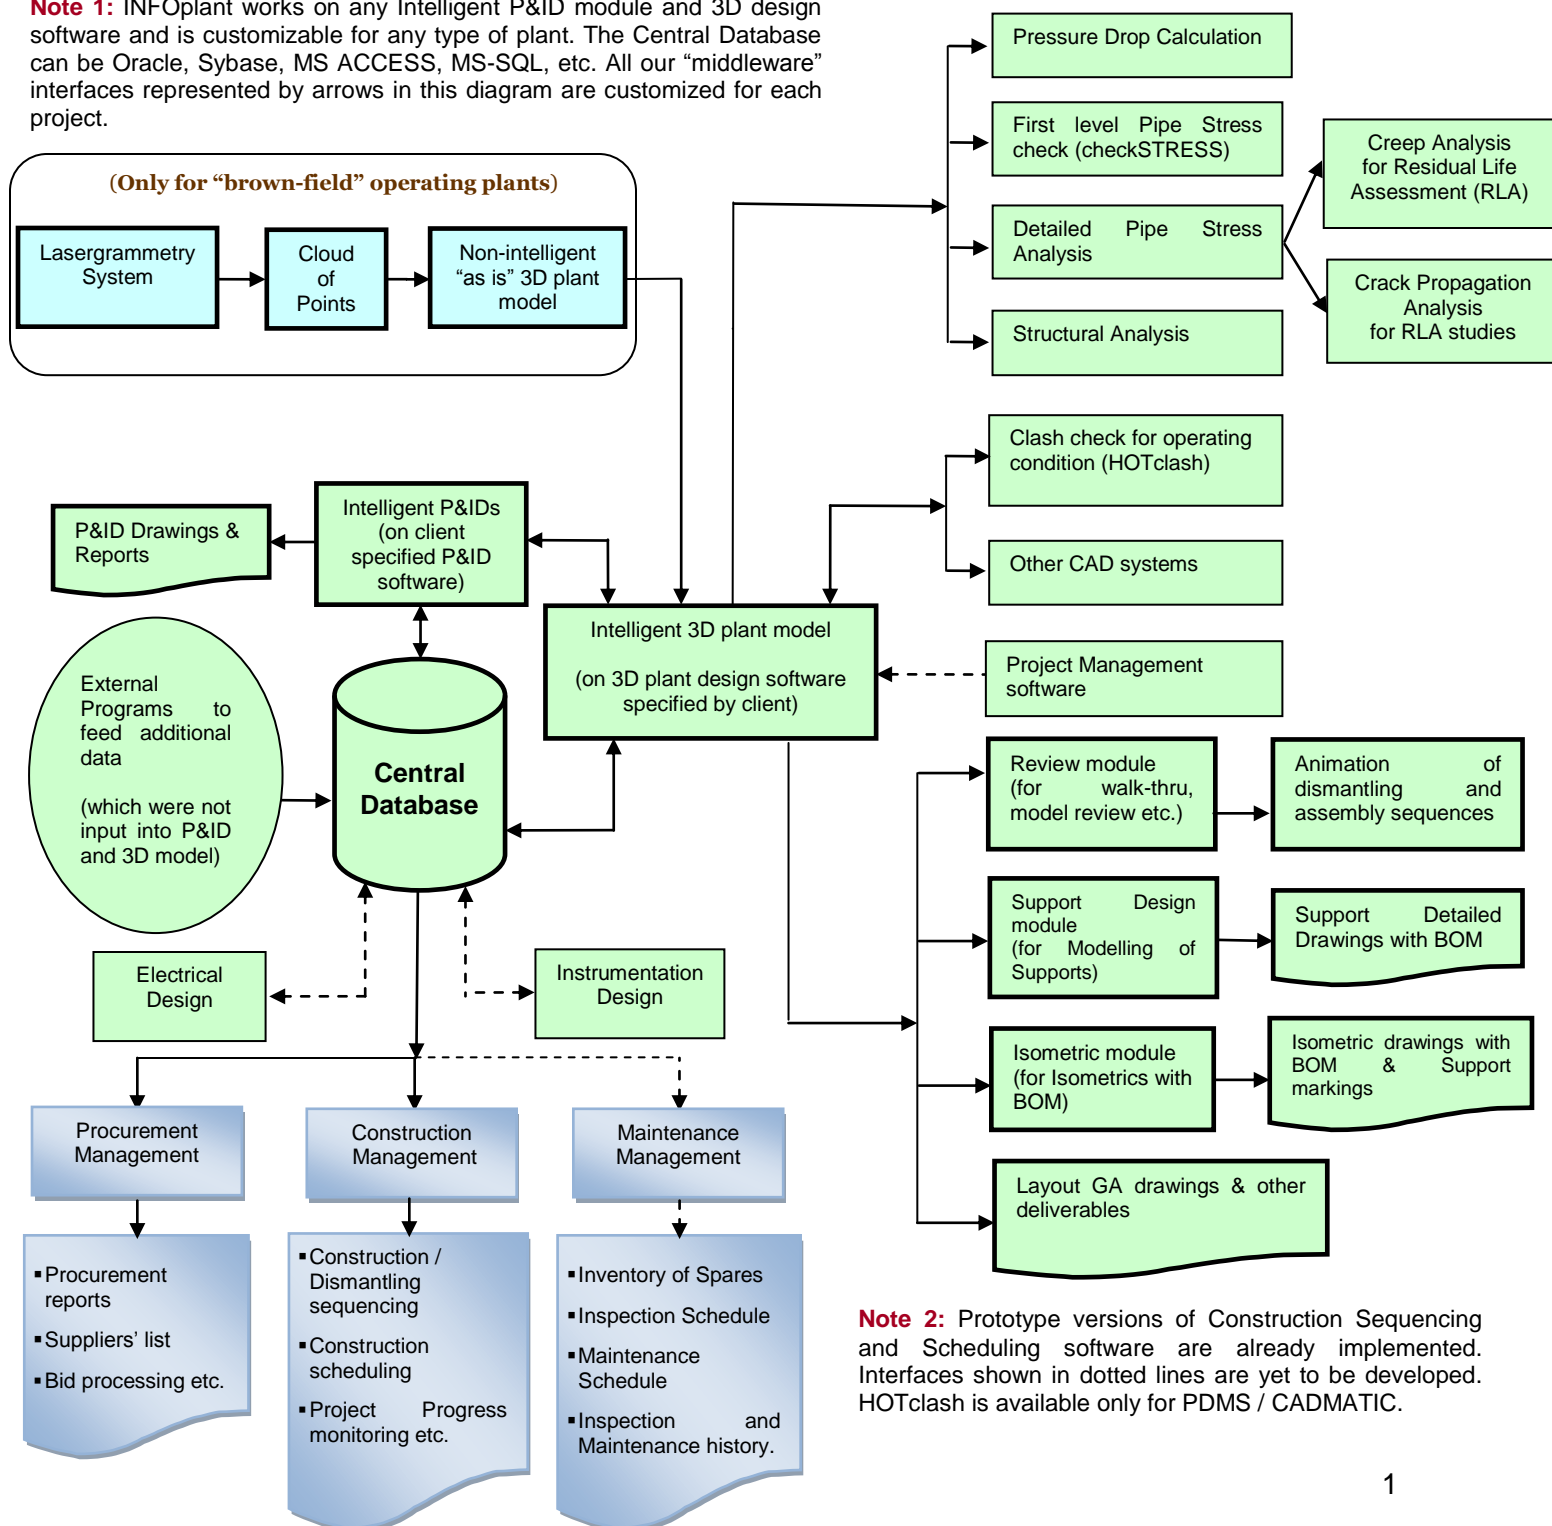 Note 1: INFOplant works on any Intelligent P&ID module and 3D design
software and is customizable for any type of plant. The Central Database
can be Oracle, Sybase, MS ACCESS, MS-SQL, etc. All our “middleware”
interfaces represented by arrows in this diagram are customized for each
project.
(Only for “brown-field” operating plants)
Lasergrammetry
System
Cloud
of
Points
Non-intelligent
“as is” 3D plant
model
Pressure Drop Calculation
First level Pipe Stress
check (checkSTRESS)
Detailed Pipe Stress
Analysis
Structural Analysis
Creep Analysis
for Residual Life
Assessment (RLA)
Crack Propagation
Analysis
for RLA studies
Clash check for operating
condition (HOTclash)
Other CAD systems
P&ID Drawings &
Reports
Intelligent P&IDs
(on client
specified P&ID
software)
Intelligent 3D plant model
(on 3D plant design software
specified by client)
Project Management
software
External
Programs to
feed additional
data
(which were not
input into P&ID
and 3D model)
Central
Database
Review module
(for walk-thru,
model review etc.)
Animation of
dismantling and
assembly sequences
Support Design
module
(for Modelling of
Supports)
Support Detailed
Drawings with BOM
Electrical
Design
Instrumentation
Design
Isometric module
(for Isometrics with
BOM)
Isometric drawings with
BOM & Support
markings
Layout GA drawings & other
deliverables
Procurement
Management
Construction
Management
Maintenance
Management
▪Procurement
reports
▪Suppliers’ list
▪Bid processing etc.
▪Construction /
Dismantling
sequencing
▪Construction
scheduling
▪Project Progress
monitoring etc.
▪Inventory of Spares
▪Inspection Schedule
▪Maintenance
Schedule
▪Inspection and
Maintenance history.
Note 2: Prototype versions of Construction Sequencing
and Scheduling software are already implemented.
Interfaces shown in dotted lines are yet to be developed.
HOTclash is available only for PDMS / CADMATIC.
1